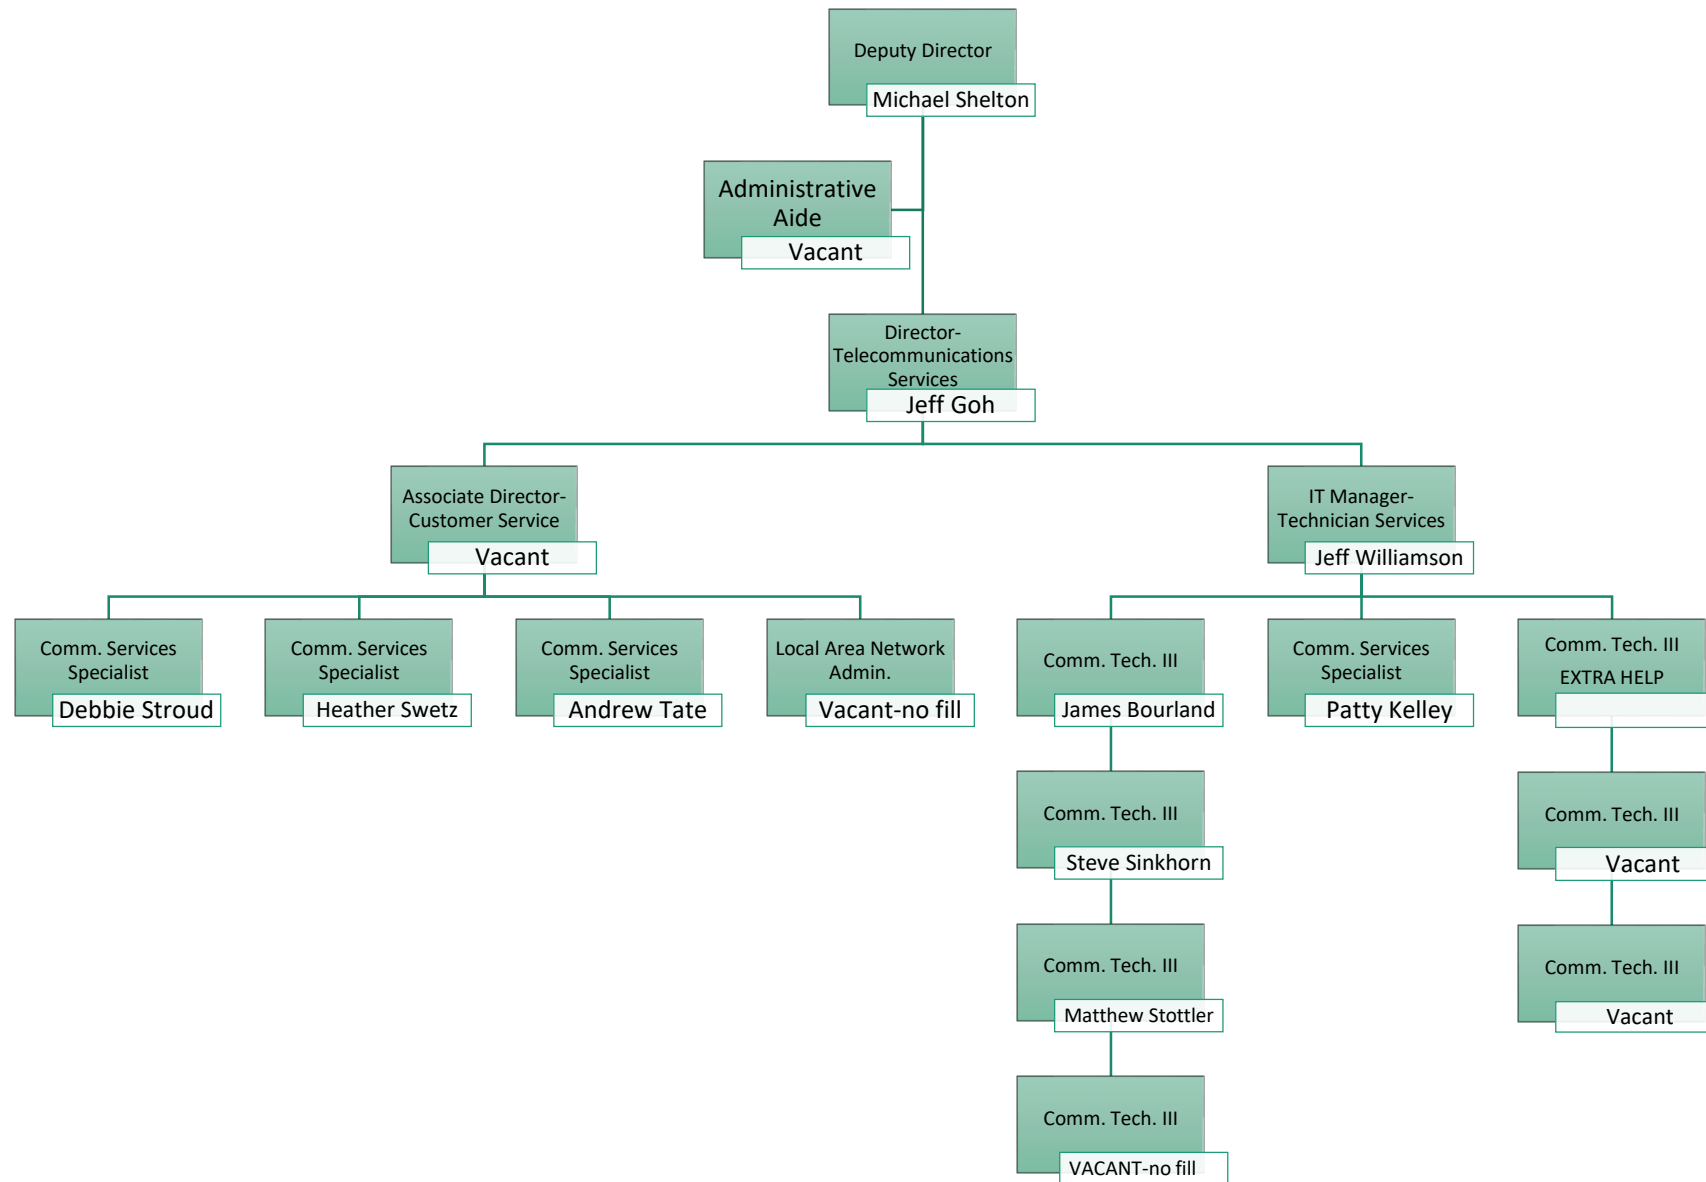 Deputy Director
Michael Shelton
Administrative
Aide
Vacant
Director-
Telecommunications
Services
Jeff Goh
Associate Director-
Customer Service
Vacant
IT Manager-
Technician Services
Jeff Williamson
Comm. Services
Specialist
Debbie Stroud
Comm. Services
Specialist
Heather Swetz
Comm. Services
Specialist
Andrew Tate
Local Area Network
Admin.
Vacant-no fill
Comm. Tech. III
James Bourland
Comm. Services
Specialist
Patty Kelley
Comm. Tech. III
EXTRA HELP
Comm. Tech. III
Steve Sinkhorn
Comm. Tech. III
Vacant
Comm. Tech. III
Matthew Stottler
Comm. Tech. III
Vacant
Comm. Tech. III
VACANT-no fill